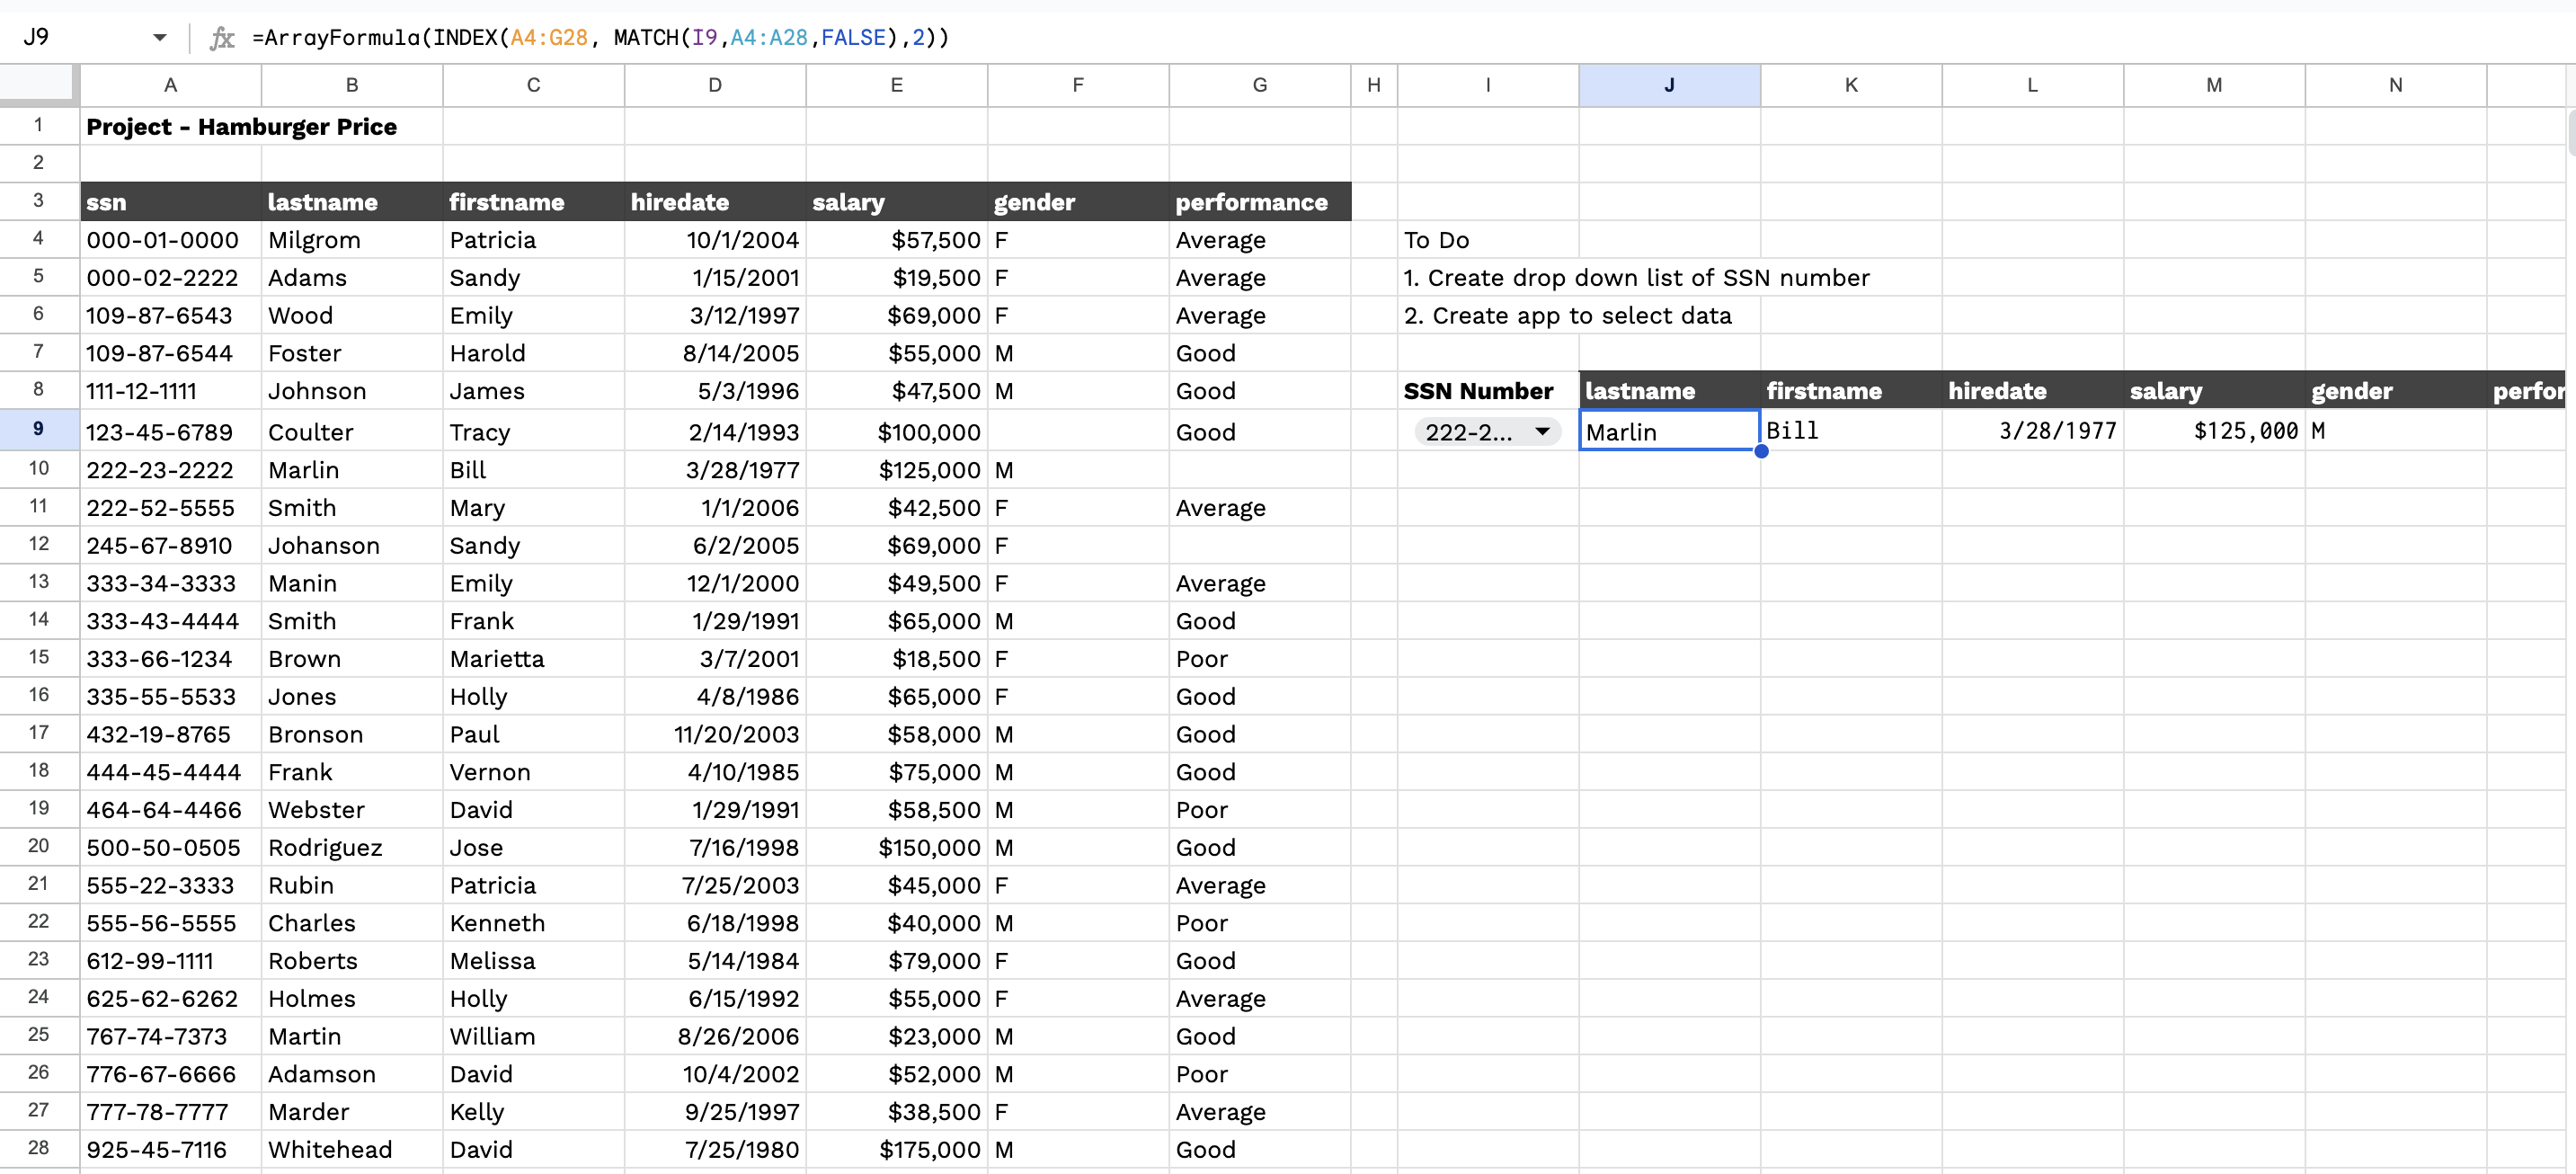 J9 fx =ArrayFormula(INDEX(A4:G28, MATCH(I9,A4:A28,FALSE),2))
A B C D E F G H I J K L M N
1 Project - Hamburger Price
2
3 ssn lastname firstname hiredate salary gender performance
4 000-01-0000 Milgrom Patricia 10/1/2004 $57,500 F Average To Do
5 000-02-2222 Adams Sandy 1/15/2001 $19,500 F Average 1. Create drop down list of SSN number
6 109-87-6543 Wood Emily 3/12/1997 $69,000 F Average 2. Create app to select data
7 109-87-6544 Foster Harold 8/14/2005 $55,000 M Good
8 111-12-1111 Johnson James 5/3/1996 $47,500 M Good SSN Number lastname firstname hiredate salary gender perfor
9 123-45-6789 Coulter Tracy 2/14/1993 $100,000 Good 222-2... Marlin Bill 3/28/1977 $125,000 M
10 222-23-2222 Marlin Bill 3/28/1977 $125,000 M
11 222-52-5555 Smith Mary 1/1/2006 $42,500 F Average
12 245-67-8910 Johanson Sandy 6/2/2005 $69,000 F
13 333-34-3333 Manin Emily 12/1/2000 $49,500 F Average
14 333-43-4444 Smith Frank 1/29/1991 $65,000 M Good
15 333-66-1234 Brown Marietta 3/7/2001 $18,500 F Poor
16 335-55-5533 Jones Holly 4/8/1986 $65,000 F Good
17 432-19-8765 Bronson Paul 11/20/2003 $58,000 M Good
18 444-45-4444 Frank Vernon 4/10/1985 $75,000 M Good
19 464-64-4466 Webster David 1/29/1991 $58,500 M Poor
20 500-50-0505 Rodriguez Jose 7/16/1998 $150,000 M Good
21 555-22-3333 Rubin Patricia 7/25/2003 $45,000 F Average
22 555-56-5555 Charles Kenneth 6/18/1998 $40,000 M Poor
23 612-99-1111 Roberts Melissa 5/14/1984 $79,000 F Good
24 625-62-6262 Holmes Holly 6/15/1992 $55,000 F Average
25 767-74-7373 Martin William 8/26/2006 $23,000 M Good
26 776-67-6666 Adamson David 10/4/2002 $52,000 M Poor
27 777-78-7777 Marder Kelly 9/25/1997 $38,500 F Average
28 925-45-7116 Whitehead David 7/25/1980 $175,000 M Good